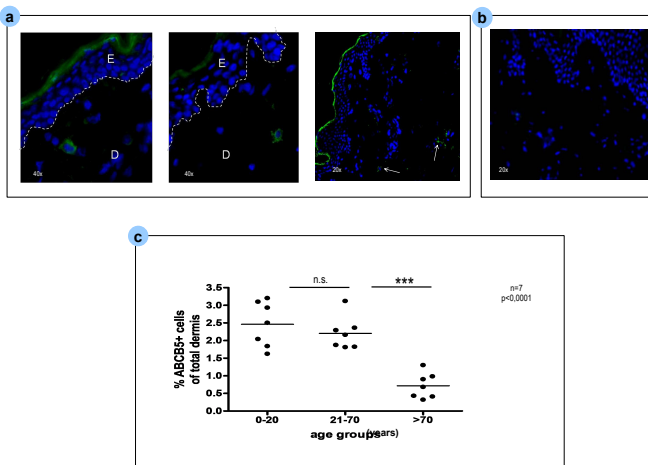 a
b
E
D
40x
E
D
40x
20x
20x
c
n.s.
***
n=7
p<0,0001
% ABCB5+ cells
of total dermis
3.5
3.0
2.5
2.0
1.5
1.0
0.5
0.0
0-20
21-70
>70
age groups(years)